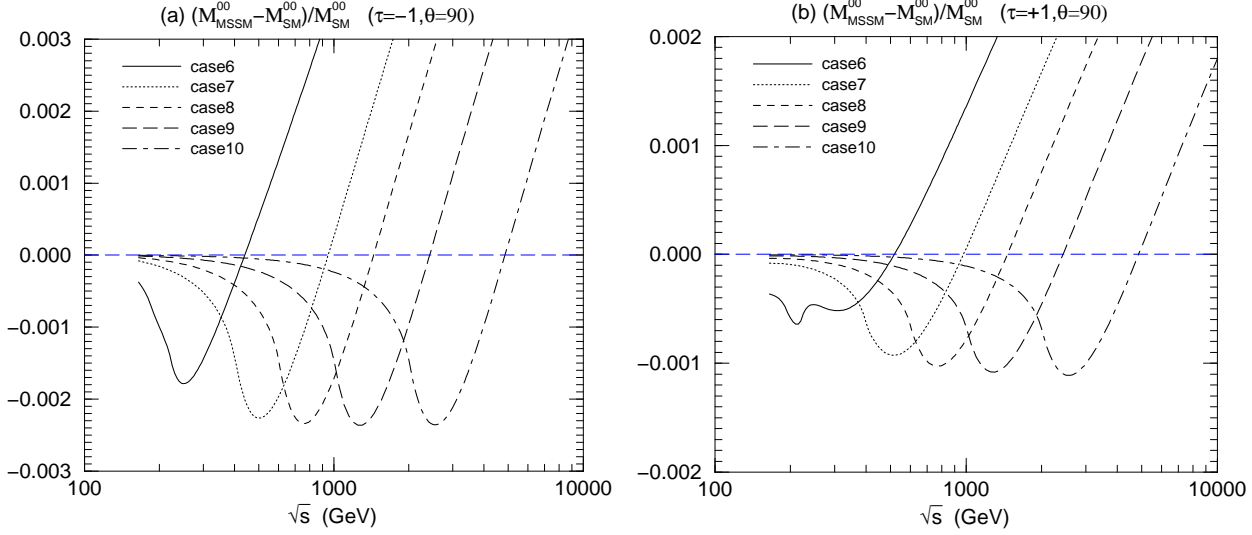 (a) (M^00_MSSM−M^00_SM)/M^00_SM (τ=−1,θ=90)
0.003
0.002
0.001
0.000
−0.001
−0.002
−0.003
case6
case7
case8
case9
case10
100 1000 10000
√s (GeV)
(b) (M^00_MSSM−M^00_SM)/M^00_SM (τ=+1,θ=90)
0.002
0.001
0.000
−0.001
−0.002
case6
case7
case8
case9
case10
100 1000 10000
√s (GeV)